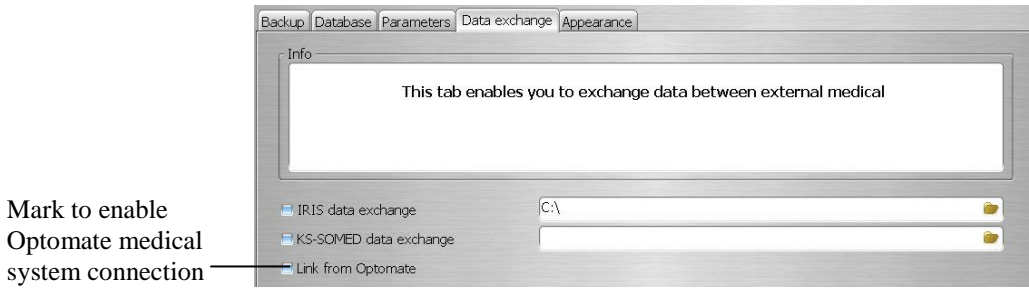 Backup Database Parameters Data exchange Appearance
Info
This tab enables you to exchange data between external medical
IRIS data exchange C:\
KS-SOMED data exchange
Link from Optomate
Mark to enable
Optomate medical
system connection